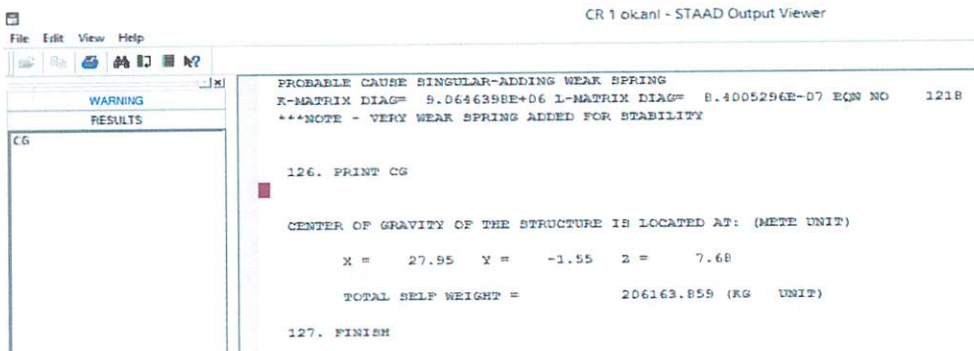 CR 1 ok.anl - STAAD Output Viewer
File Edit View Help
WARNING
RESULTS
CG
PROBABLE CAUSE SINGULAR-ADDING WEAK SPRING
K-MATRIX DIAG= 9.0646398E+06 L-MATRIX DIAG= 8.4005296E-07 EQN NO 1218
***NOTE - VERY WEAK SPRING ADDED FOR STABILITY
126. PRINT CG
CENTER OF GRAVITY OF THE STRUCTURE IS LOCATED AT: (METE UNIT)
X = 27.95 Y = -1.55 Z = 7.68
TOTAL SELF WEIGHT = 206163.859 (KG UNIT)
127. FINISH